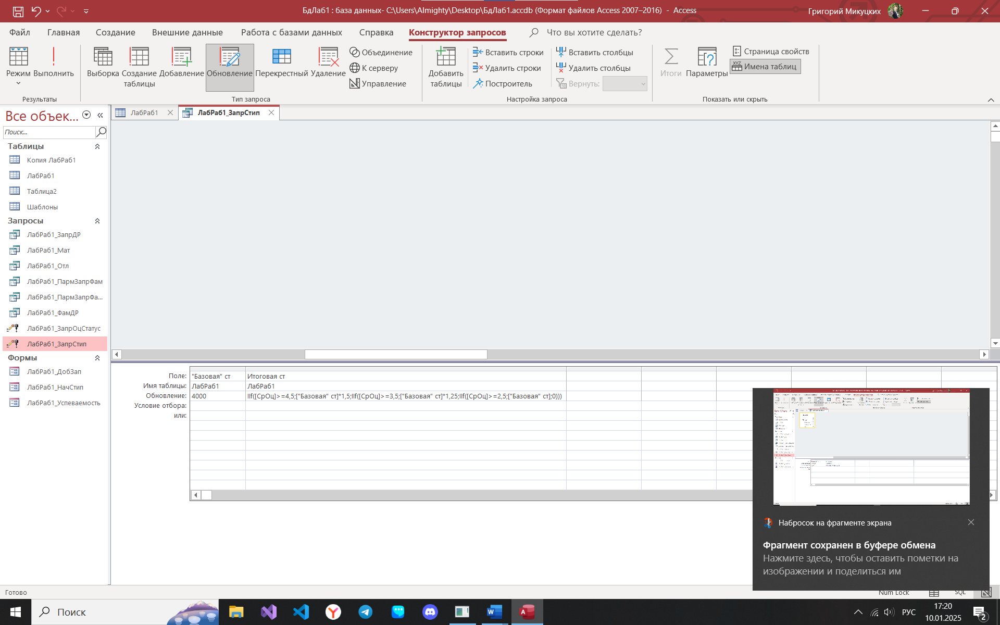 БдЛаб1 : база данных- C:\Users\Almighty\Desktop\БдЛаб1.accdb (Формат файлов Access 2007–2016) - Access
Григорий Микуцких
Файл Главная Создание Внешние данные Работа с базами данных Справка Конструктор запросов Что вы хотите сделать?
Режим
Выполнить
Результаты
Выборка
Создание таблицы
Добавление
Обновление
Перекрестный
Удаление
Объединение
К серверу
Управление
Тип запроса
Добавить таблицы
Вставить строки
Удалить строки
Построитель
Вставить столбцы
Удалить столбцы
Вернуть:
Настройка запроса
Итоги
Параметры
Страница свойств
Имена таблиц
Показать или скрыть
Все объек...
Поиск...
Таблицы
Копия ЛабРаб1
ЛабРаб1
Таблица2
Шаблоны
Запросы
ЛабРаб1_ЗапрДР
ЛабРаб1_Мат
ЛабРаб1_Отл
ЛабРаб1_ПармЗапрФам
ЛабРаб1_ПармЗапрФа...
ЛабРаб1_ФамДР
ЛабРаб1_ЗапрОцСтатус
ЛабРаб1_ЗапрСтип
Формы
ЛабРаб1_ДобЗап
ЛабРаб1_НачСтип
ЛабРаб1_Успеваемость
ЛабРаб1
ЛабРаб1_ЗапрСтип
Поле: "Базовая" ст Итоговая ст
Имя таблицы: ЛабРаб1 ЛабРаб1
Обновление: 4000 IIf([СрОц]>=4,5;["Базовая" ст]*1,5;IIf([СрОц]>=3,5;["Базовая" ст]*1,25;IIf([СрОц]>=2,5;["Базовая" ст];0)))
Условие отбора:
или:
Набросок на фрагменте экрана
Фрагмент сохранен в буфере обмена
Нажмите здесь, чтобы оставить пометки на
изображении и поделиться им
Готово
Num Lock
SQL
Поиск
РУС
17:20
10.01.2025
2